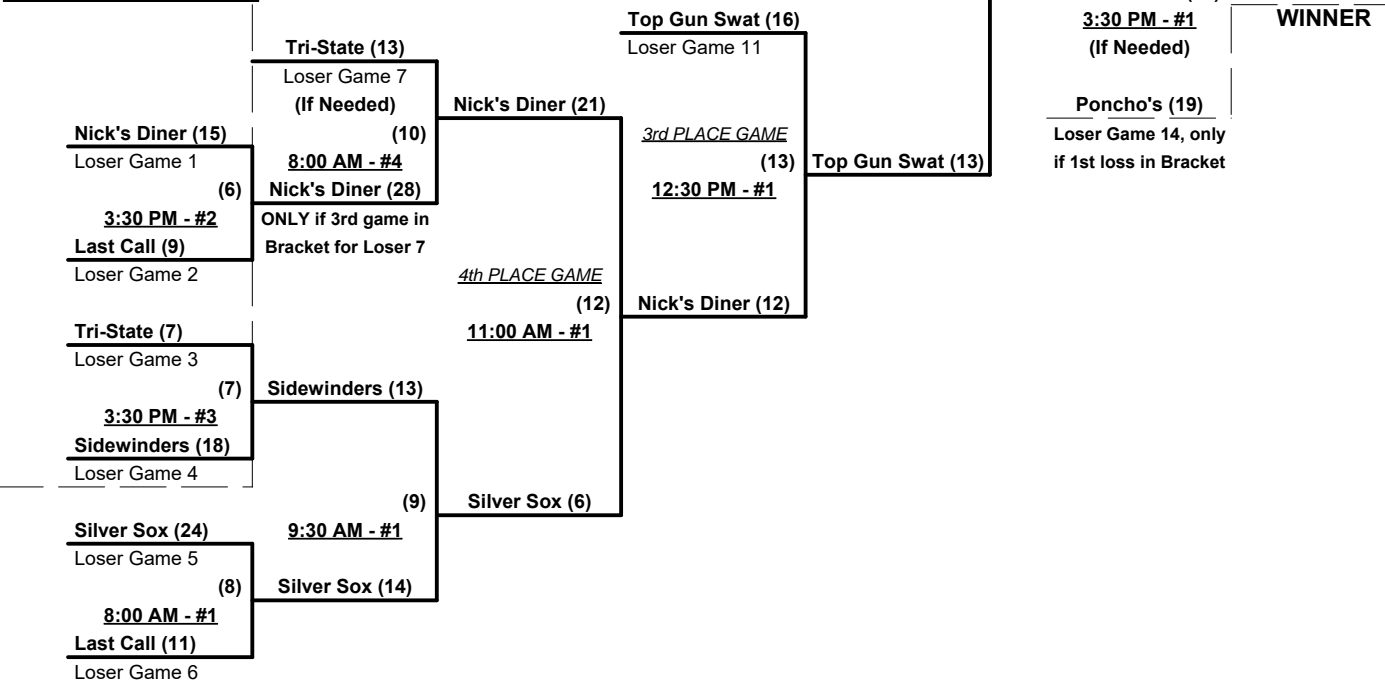 Top Gun Swat (16)
Loser Game 11
3:30 PM - #1
(If Needed)
WINNER
Tri-State (13)
Loser Game 7
(If Needed)
(10)
8:00 AM - #4
Nick's Diner (28)
ONLY if 3rd game in
Bracket for Loser 7
Nick's Diner (21)
3rd PLACE GAME
(13)
12:30 PM - #1
Top Gun Swat (13)
Poncho's (19)
Loser Game 14, only
if 1st loss in Bracket
Nick's Diner (15)
Loser Game 1
(6)
3:30 PM - #2
Last Call (9)
Loser Game 2
4th PLACE GAME
(12)
11:00 AM - #1
Nick's Diner (12)
Tri-State (7)
Loser Game 3
(7)
3:30 PM - #3
Sidewinders (18)
Loser Game 4
Sidewinders (13)
(9)
9:30 AM - #1
Silver Sox (6)
Silver Sox (24)
Loser Game 5
(8)
8:00 AM - #1
Last Call (11)
Loser Game 6
Silver Sox (14)